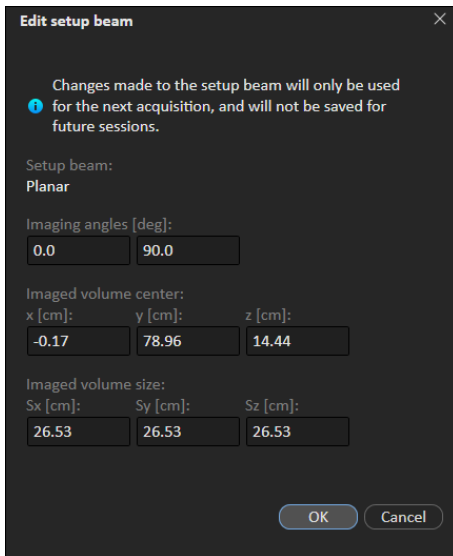 Edit setup beam
Changes made to the setup beam will only be used
for the next acquisition, and will not be saved for
future sessions.
Setup beam:
Planar
Imaging angles [deg]:
0.0 90.0
Imaged volume center:
x [cm]: y [cm]: z [cm]:
-0.17 78.96 14.44
Imaged volume size:
Sx [cm]: Sy [cm]: Sz [cm]:
26.53 26.53 26.53
OK Cancel